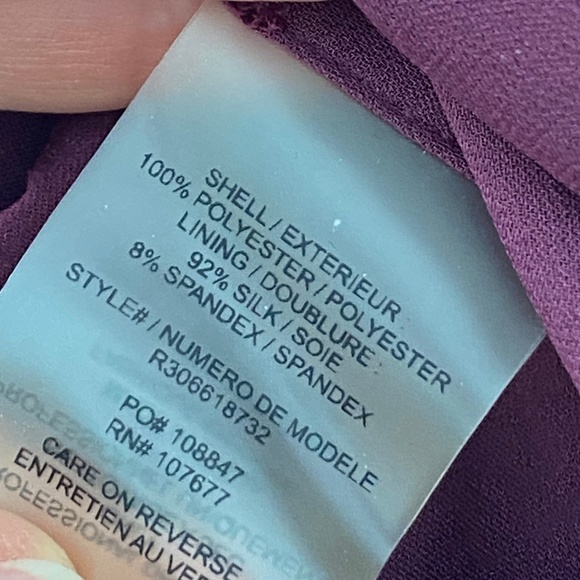 SHELL / EXTERIEUR
100% POLYESTER / POLYESTER
LINING / DOUBLURE :
92% SILK / SOIE
8% SPANDEX / SPANDEX
STYLE# / NUMERO DE MODELE
R306618732
PO# 108847
RN# 107677
CARE ON REVERSE
ENTRETIEN AU VER